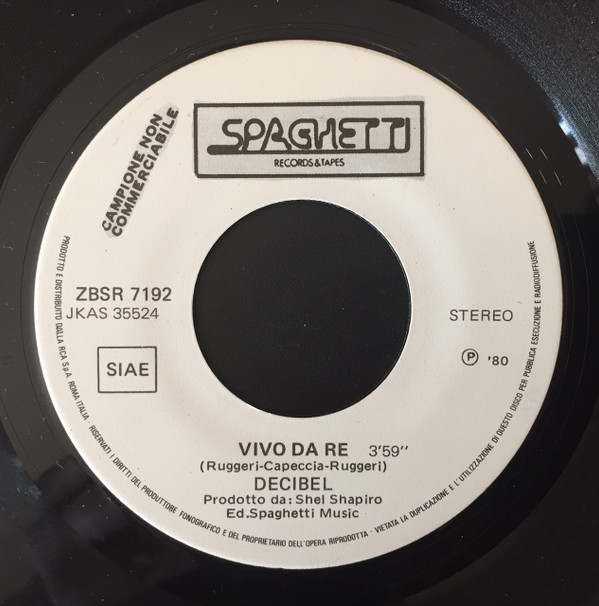 SPAGHETTI
RECORDS&TAPES
CAMPIONE NON
COMMERCIABILE
ZBSR 7192
JKAS 35524
STEREO
SIAE
Ⓟ '80
VIVO DA RE 3'59"
(Ruggeri-Capeccia-Ruggeri)
DECIBEL
Prodotto da: Shel Shapiro
Ed.Spaghetti Music
PRODOTTO E DISTRIBUITO DALLA RCA S.p.A. ROMA ITALIA - RISERVATI I DIRITTI DEL PRODUTTORE FONOGRAFICO E DEL PROPRIETARIO DELL'OPERA RIPRODOTTA - VIETATA LA DUPLICAZIONE E L'UTILIZZAZIONE DI QUESTO DISCO PER PUBBLICA ESECUZIONE E RADIODIFFUSIONE